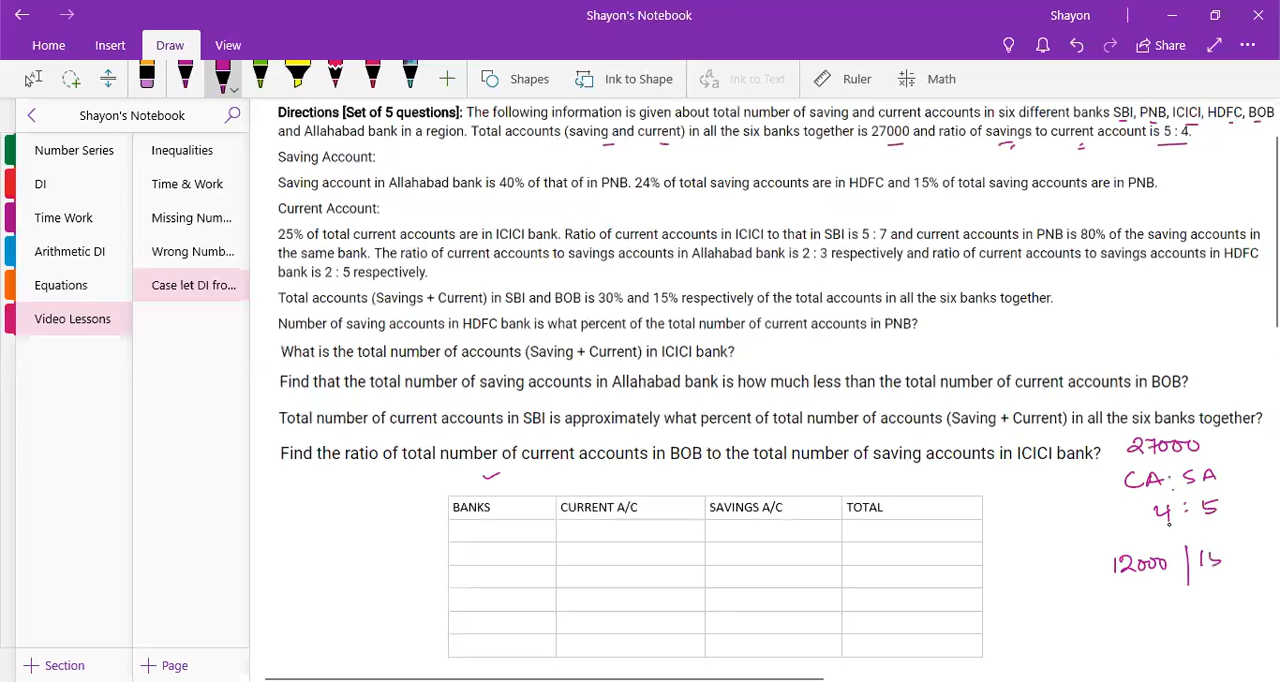 Shayon's Notebook
Shayon
Home Insert Draw View
Share
Shapes Ink to Shape Ink to Text Ruler Math
Shayon's Notebook
Number Series
DI
Time Work
Arithmetic DI
Equations
Video Lessons
Inequalities
Time & Work
Missing Num...
Wrong Numb...
Case let DI fro...
Section
Page
Directions [Set of 5 questions]: The following information is given about total number of saving and current accounts in six different banks SBI, PNB, ICICI, HDFC, BOB
and Allahabad bank in a region. Total accounts (saving and current) in all the six banks together is 27000 and ratio of savings to current account is 5 : 4.
Saving Account:
Saving account in Allahabad bank is 40% of that of in PNB. 24% of total saving accounts are in HDFC and 15% of total saving accounts are in PNB.
Current Account:
25% of total current accounts are in ICICI bank. Ratio of current accounts in ICICI to that in SBI is 5 : 7 and current accounts in PNB is 80% of the saving accounts in
the same bank. The ratio of current accounts to savings accounts in Allahabad bank is 2 : 3 respectively and ratio of current accounts to savings accounts in HDFC
bank is 2 : 5 respectively.
Total accounts (Savings + Current) in SBI and BOB is 30% and 15% respectively of the total accounts in all the six banks together.
Number of saving accounts in HDFC bank is what percent of the total number of current accounts in PNB?
What is the total number of accounts (Saving + Current) in ICICI bank?
Find that the total number of saving accounts in Allahabad bank is how much less than the total number of current accounts in BOB?
Total number of current accounts in SBI is approximately what percent of total number of accounts (Saving + Current) in all the six banks together?
Find the ratio of total number of current accounts in BOB to the total number of saving accounts in ICICI bank?
27000
CA : SA
4 : 5
12000 | 15
BANKS CURRENT A/C SAVINGS A/C TOTAL